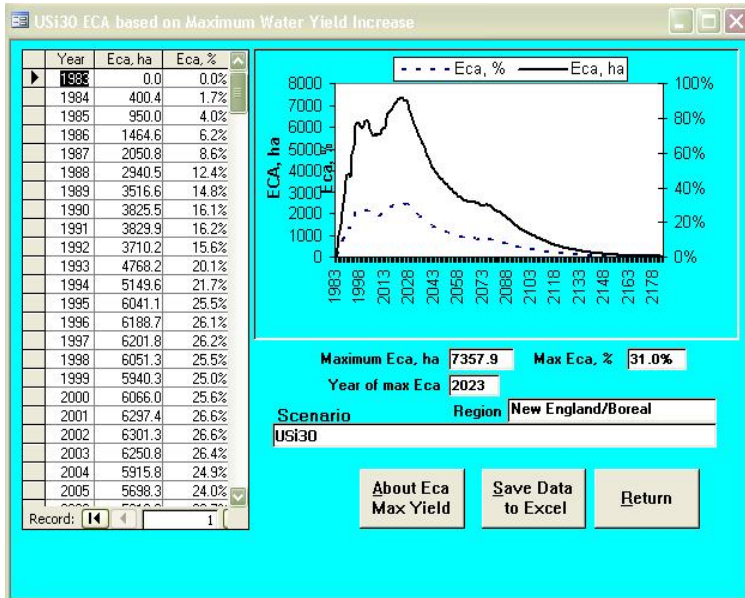 USi30 ECA based on Maximum Water Yield Increase
Year Eca, ha Eca, %
1983 0.0 0.0%
1984 400.4 1.7%
1985 950.0 4.0%
1986 1464.6 6.2%
1987 2050.8 8.6%
1988 2940.5 12.4%
1989 3516.6 14.8%
1990 3825.5 16.1%
1991 3829.9 16.2%
1992 3710.2 15.6%
1993 4768.2 20.1%
1994 5149.6 21.7%
1995 6041.1 25.5%
1996 6188.7 26.1%
1997 6201.8 26.2%
1998 6051.3 25.5%
1999 5940.3 25.0%
2000 6066.0 25.6%
2001 6297.4 26.6%
2002 6301.3 26.6%
2003 6250.8 26.4%
2004 5915.8 24.9%
2005 5698.3 24.0%
Record: 1
Eca, % Eca, ha
8000 100%
7000
6000 80%
5000
60%
4000
3000 40%
2000 20%
1000
0 0%
ECA, ha
Eca, %
1983 1998 2013 2028 2043 2058 2073 2088 2103 2118 2133 2148 2163 2178
Maximum Eca, ha 7357.9 Max Eca, % 31.0%
Year of max Eca 2023
Scenario Region New England/Boreal
USi30
About Eca
Max Yield
Save Data
to Excel
Return